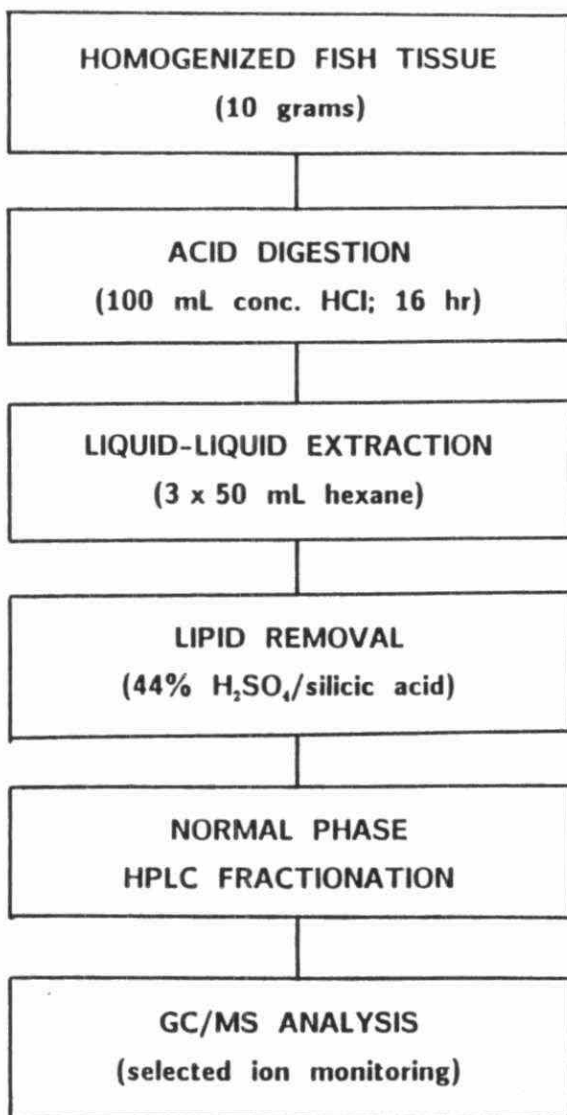 HOMOGENIZED FISH TISSUE
(10 grams)
ACID DIGESTION
(100 mL conc. HCl; 16 hr)
LIQUID-LIQUID EXTRACTION
(3 x 50 mL hexane)
LIPID REMOVAL
(44% H₂SO₄/silicic acid)
NORMAL PHASE
HPLC FRACTIONATION
GC/MS ANALYSIS
(selected ion monitoring)